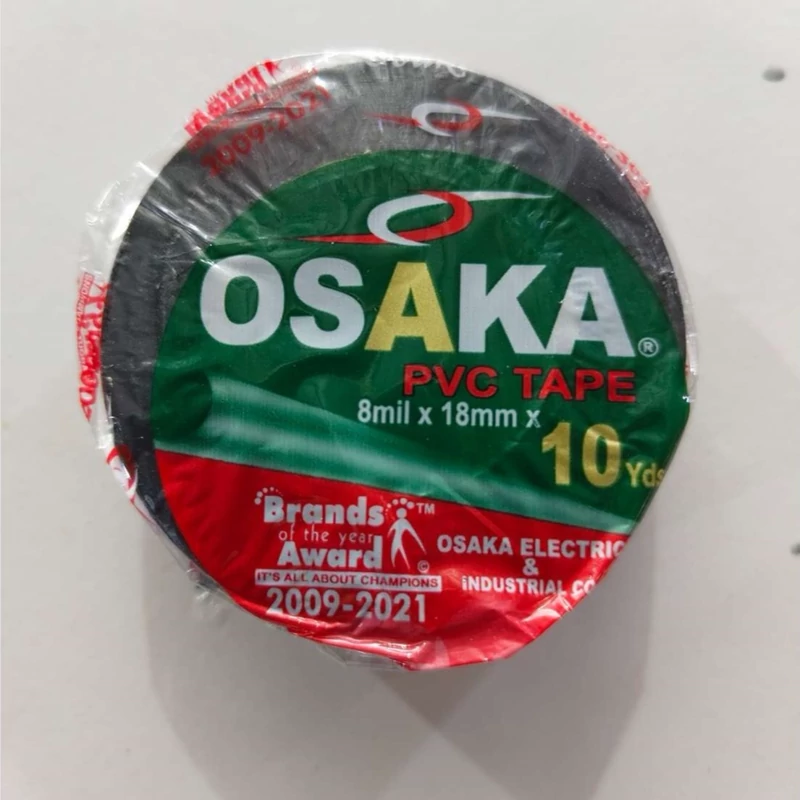 2009-2021
OSAKA®
PVC TAPE
8mil x 18mm x
10 Yds
Brands™
of the year
Award
IT'S ALL ABOUT CHAMPIONS
2009-2021
OSAKA ELECTRIC
&
INDUSTRIAL CO